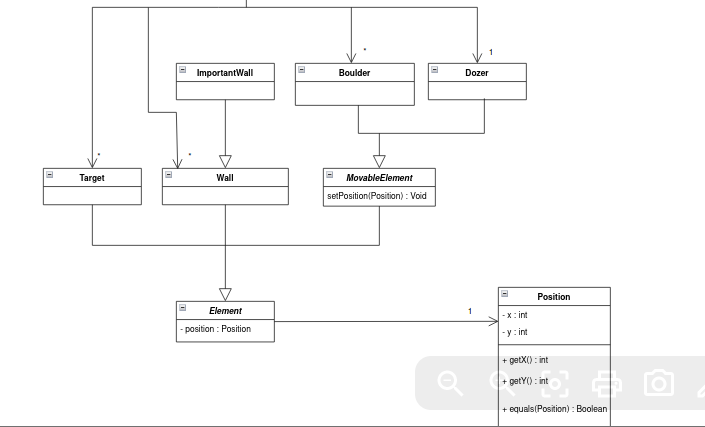 *
1
ImportantWall
Boulder
Dozer
*
*
Target
Wall
MovableElement
setPosition(Position) : Void
Position
1
Element
- x : int
- position : Position
- y : int
+ getX() : int
+ getY() : int
+ equals(Position) : Boolean